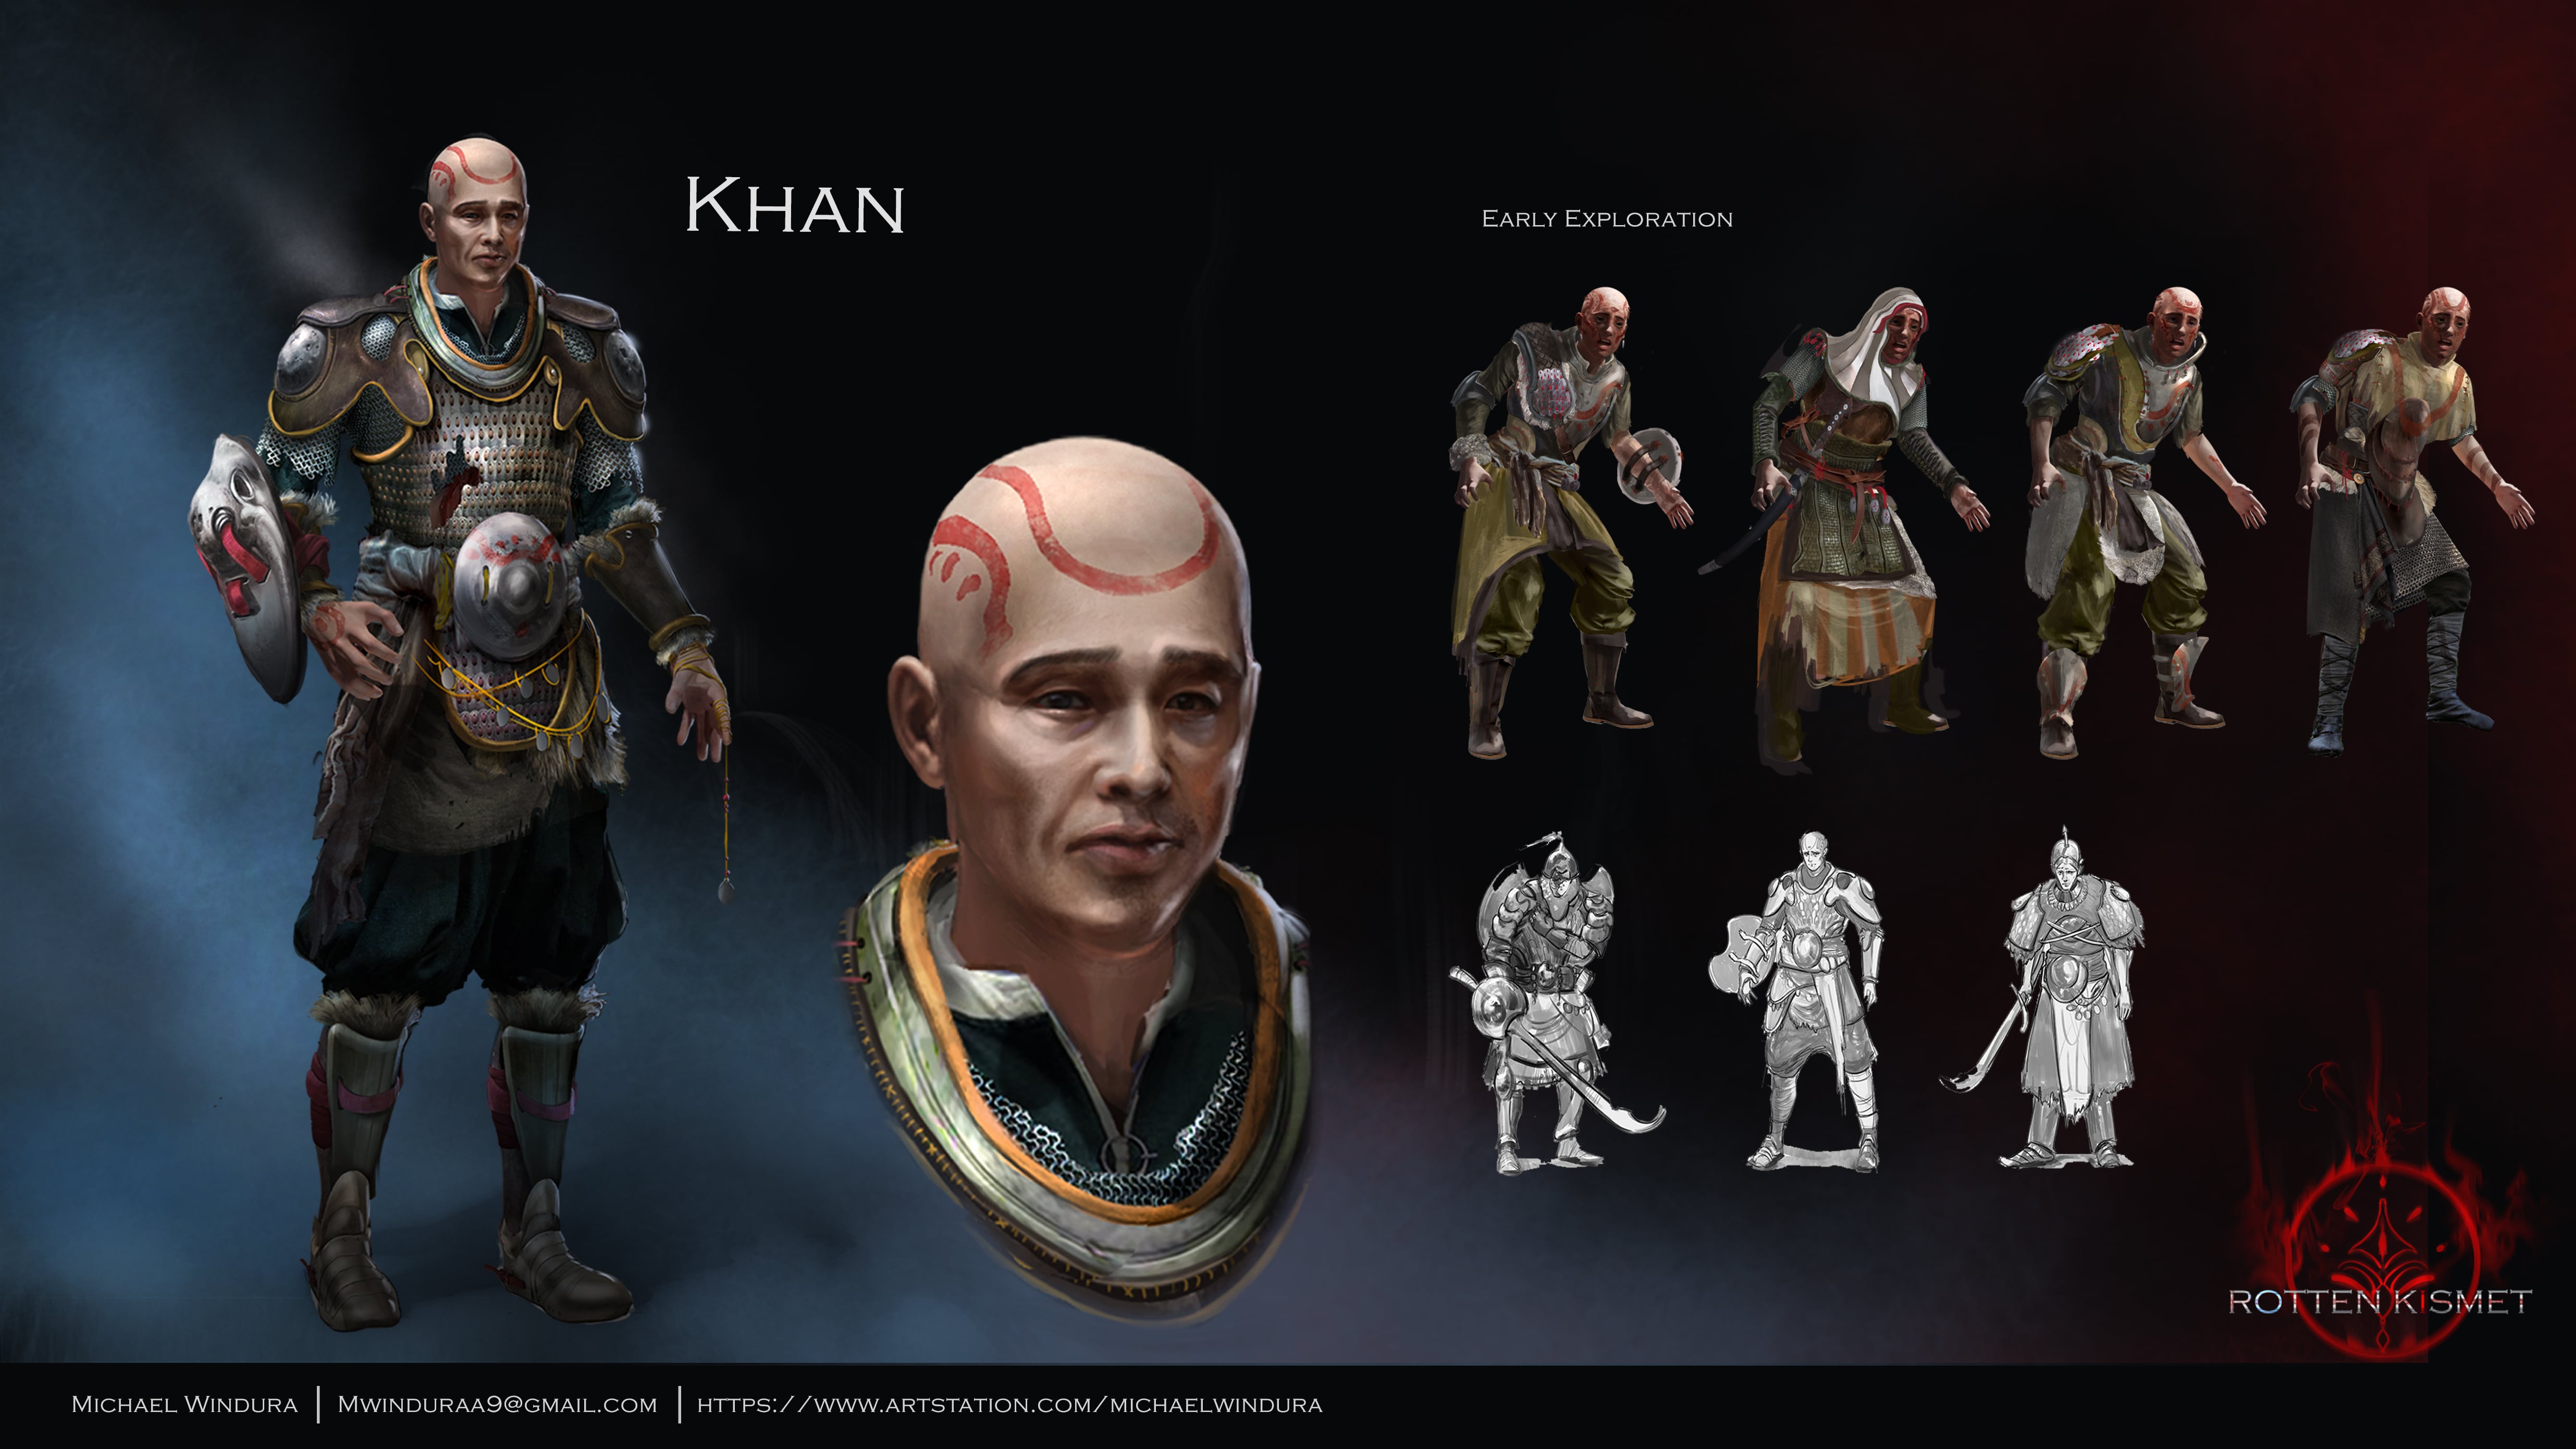 Khan
Early Exploration
ROTTEN KISMET
Michael Windura | Mwinduraa9@gmail.com | https://www.artstation.com/michaelwindura